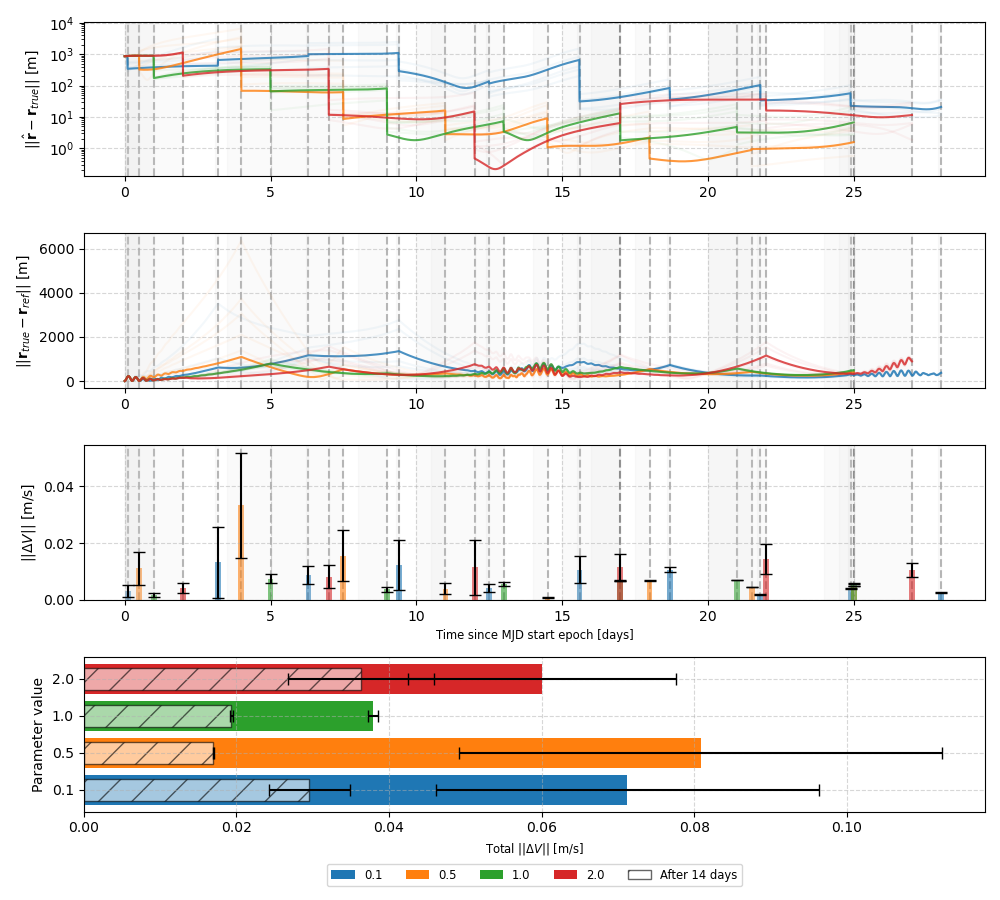 ||r̂ − r_true|| [m]
10⁴
10³
10²
10¹
10⁰
0 5 10 15 20 25
||r_true − r_ref|| [m]
6000
4000
2000
0
0 5 10 15 20 25
||ΔV|| [m/s]
0.04
0.02
0.00
0 5 10 15 20 25
Time since MJD start epoch [days]
Parameter value
2.0
1.0
0.5
0.1
0.00 0.02 0.04 0.06 0.08 0.10
Total ||ΔV|| [m/s]
0.1 0.5 1.0 2.0 After 14 days